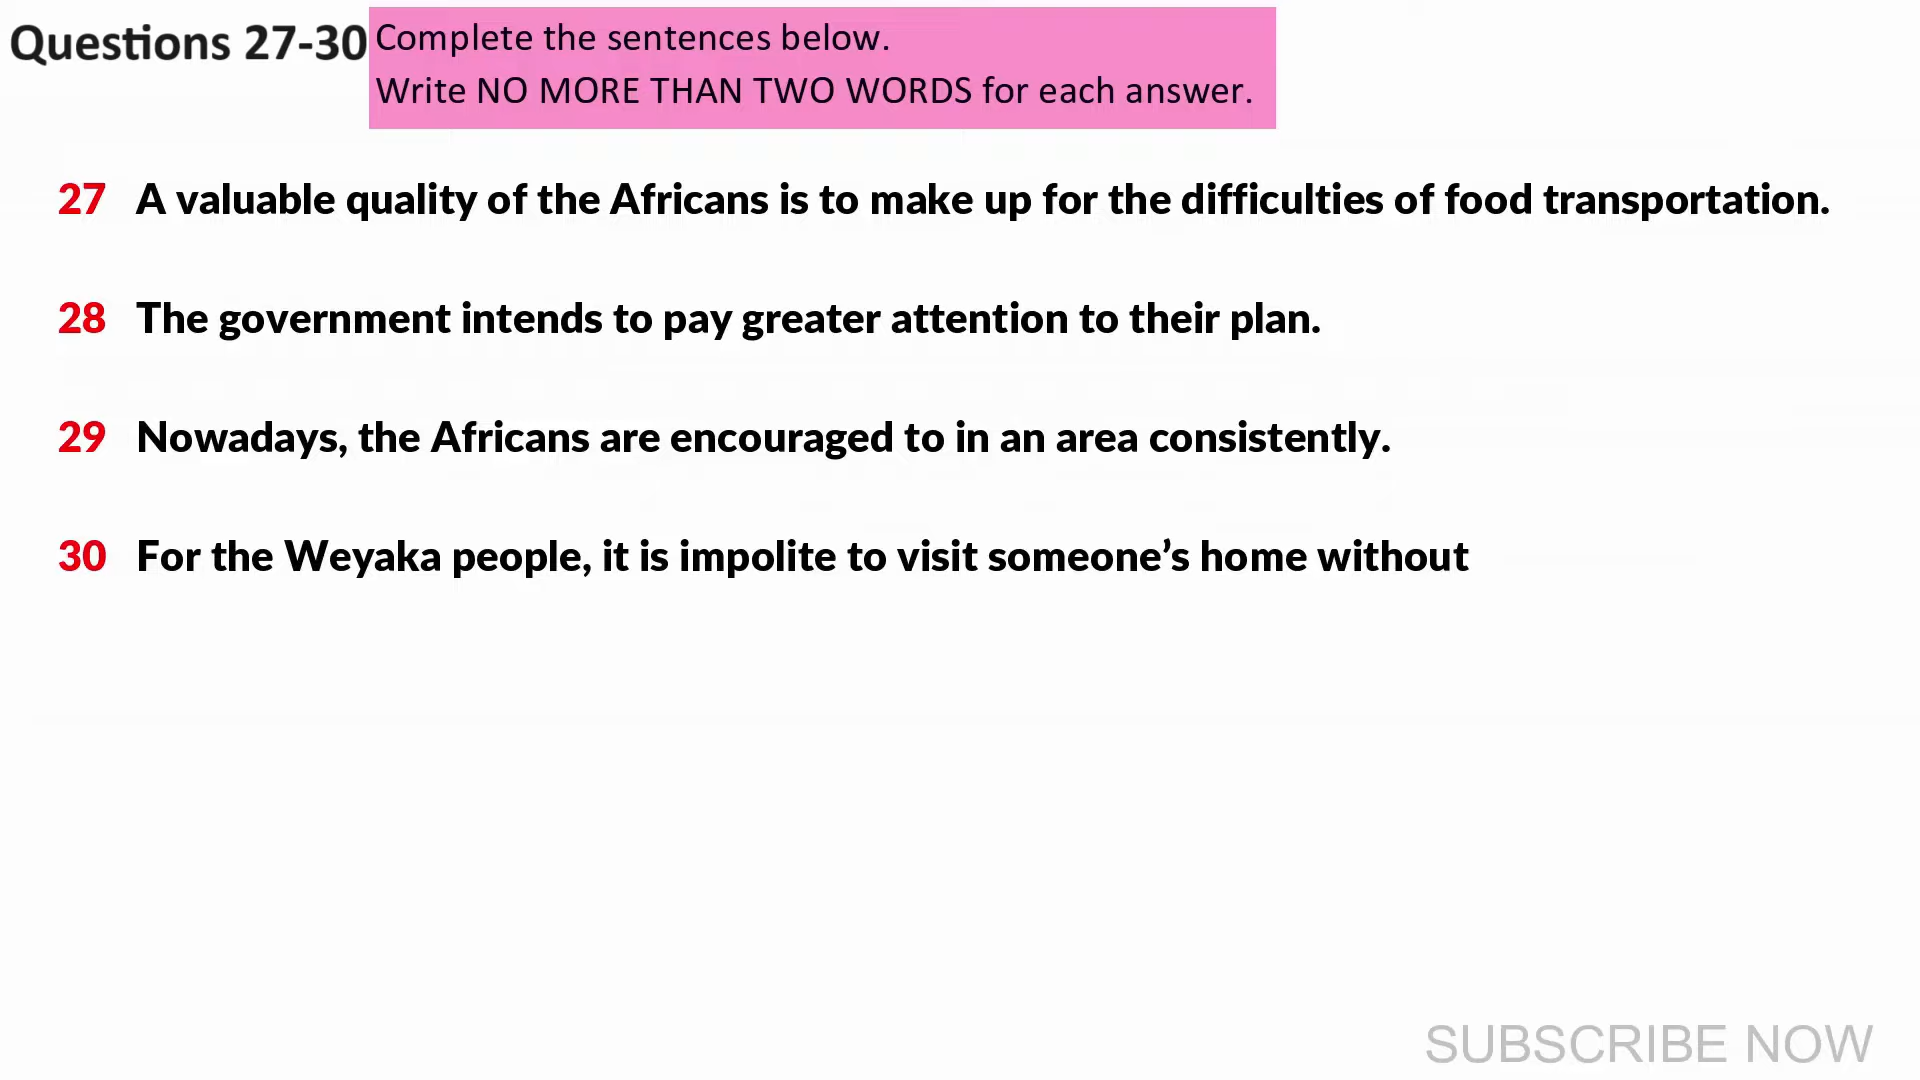 Questions 27-30
Complete the sentences below.
Write NO MORE THAN TWO WORDS for each answer.
27 A valuable quality of the Africans is to make up for the difficulties of food transportation.
28 The government intends to pay greater attention to their plan.
29 Nowadays, the Africans are encouraged to in an area consistently.
30 For the Weyaka people, it is impolite to visit someone’s home without
SUBSCRIBE NOW